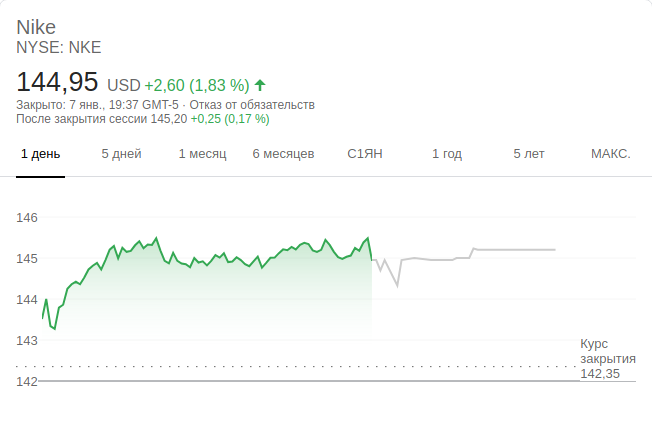 Nike
NYSE: NKE
144,95 USD +2,60 (1,83 %)
Закрыто: 7 янв., 19:37 GMT-5 · Отказ от обязательств
После закрытия сессии 145,20 +0,25 (0,17 %)
1 день 5 дней 1 месяц 6 месяцев С1ЯН 1 год 5 лет МАКС.
146
145
144
143
Курс
закрытия
142,35
142